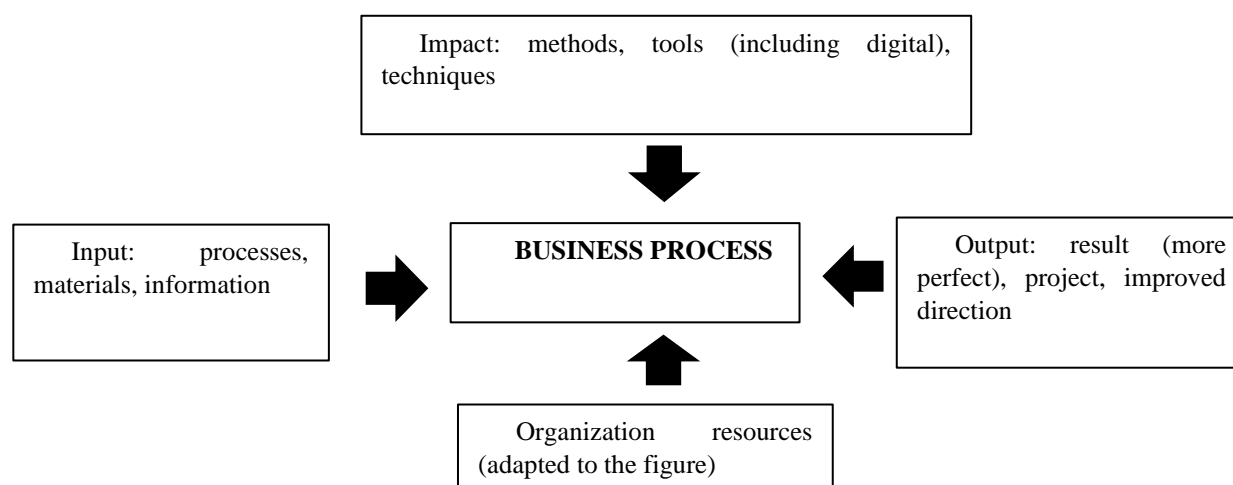 Impact: methods, tools (including digital),
techniques
Input: processes,
materials, information
BUSINESS PROCESS
Output: result (more
perfect), project, improved
direction
Organization resources
(adapted to the figure)